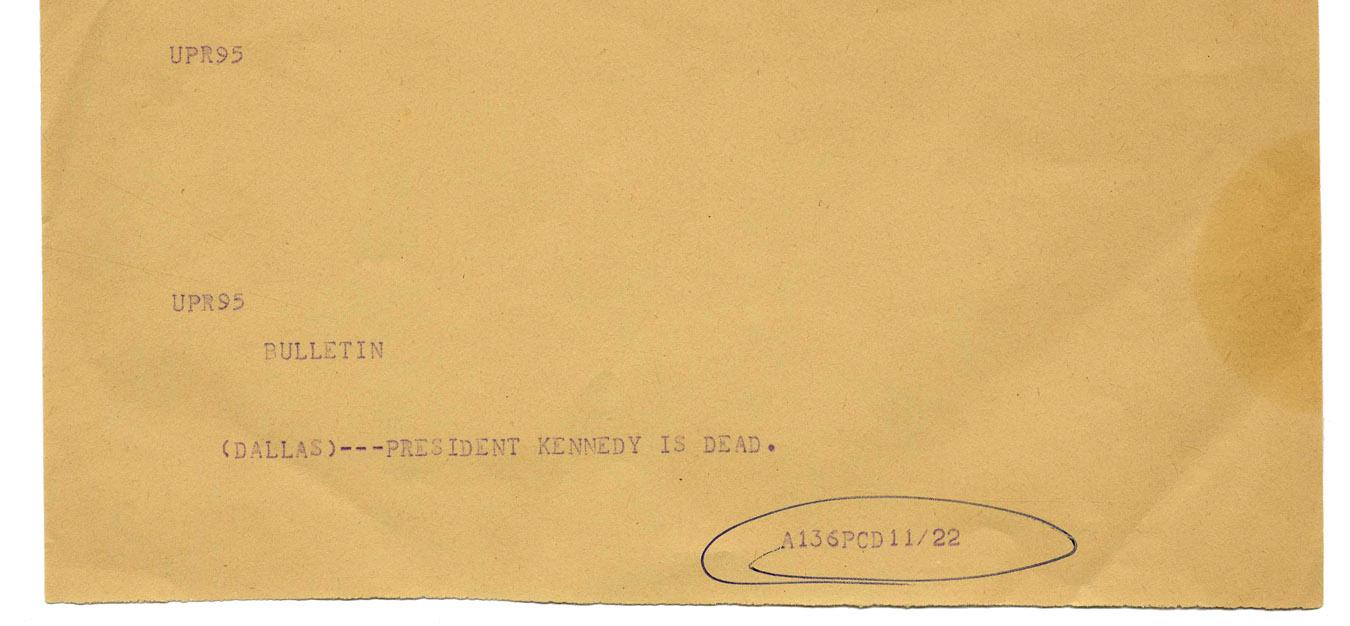 UPR95
UPR95
BULLETIN
(DALLAS)---PRESIDENT KENNEDY IS DEAD.
A136PCD11/22